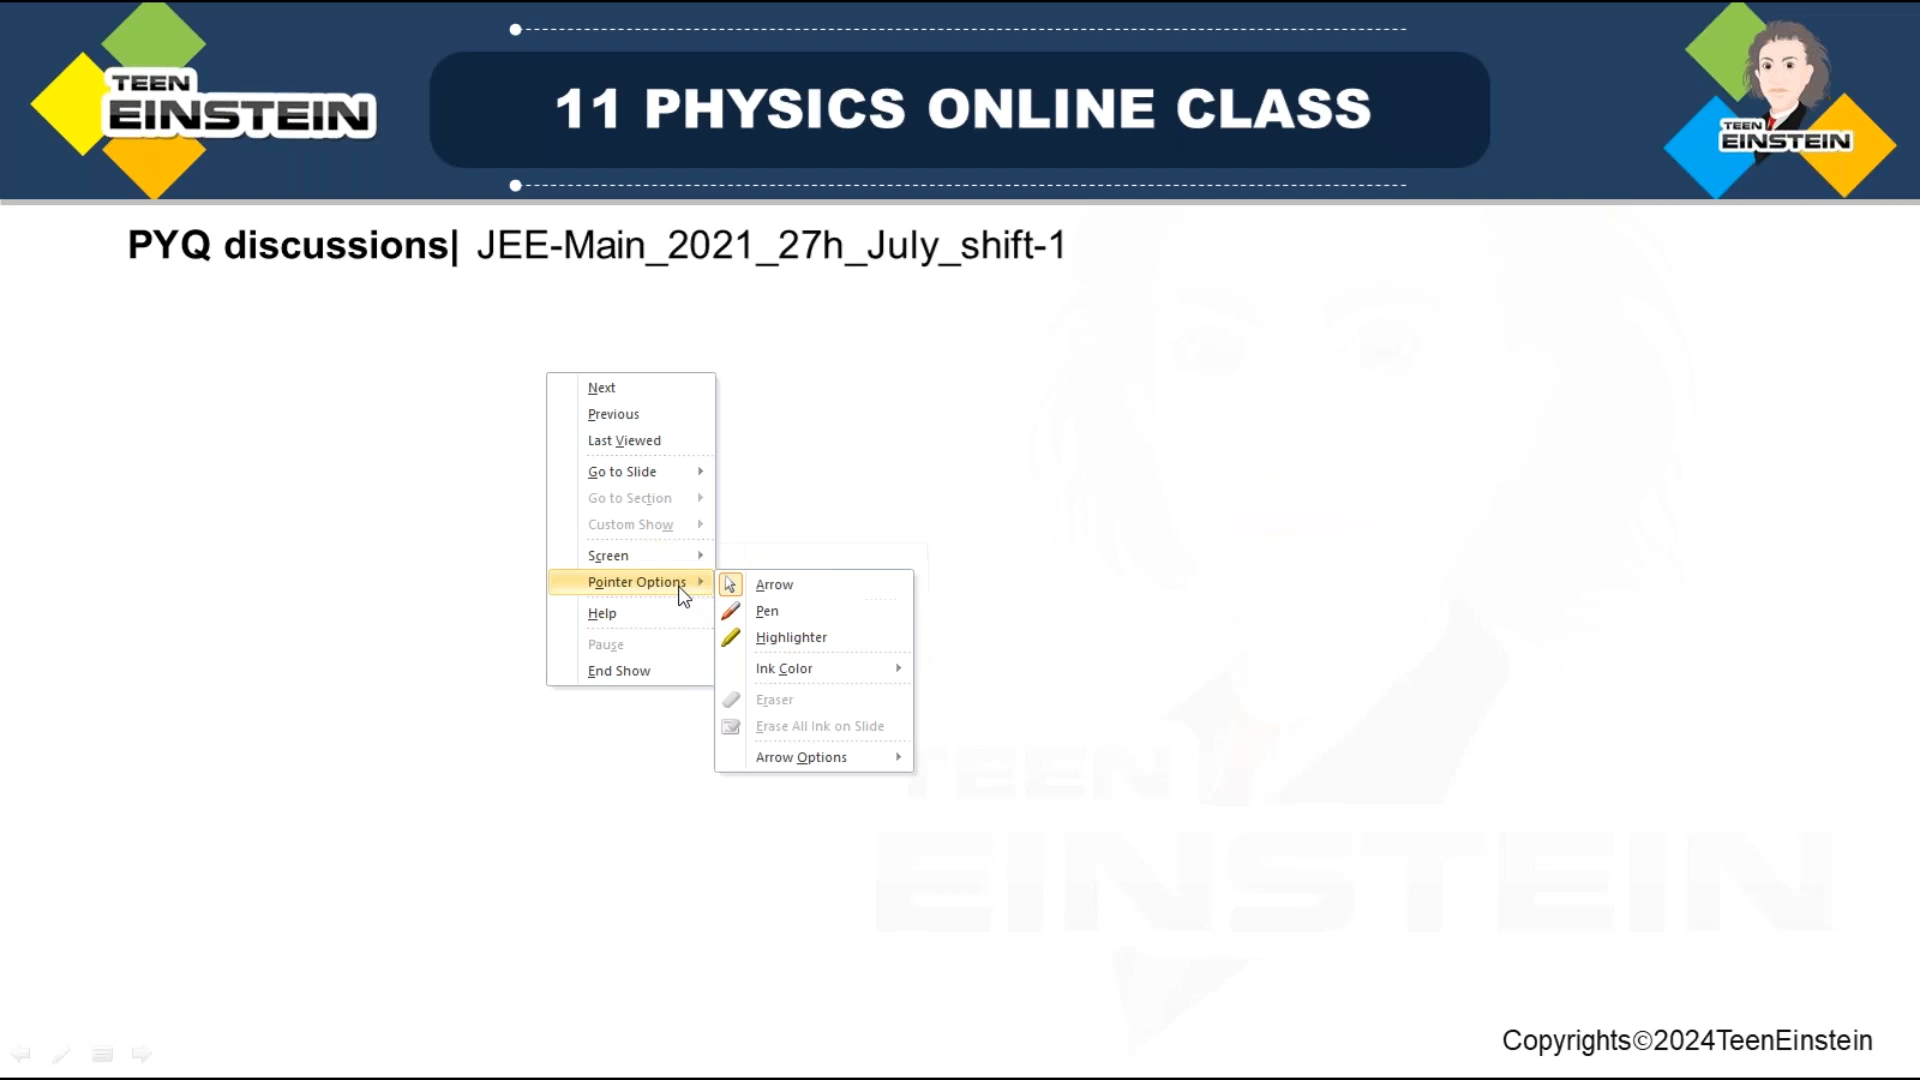 TEEN
EINSTEIN
11 PHYSICS ONLINE CLASS
TEEN
EINSTEIN
PYQ discussions| JEE-Main_2021_27h_July_shift-1
Next
Previous
Last Viewed
Go to Slide
Go to Section
Custom Show
Screen
Pointer Options
Help
Pause
End Show
Arrow
Pen
Highlighter
Ink Color
Eraser
Erase All Ink on Slide
Arrow Options
TEEN
EINSTEIN
Copyrights©2024TeenEinstein